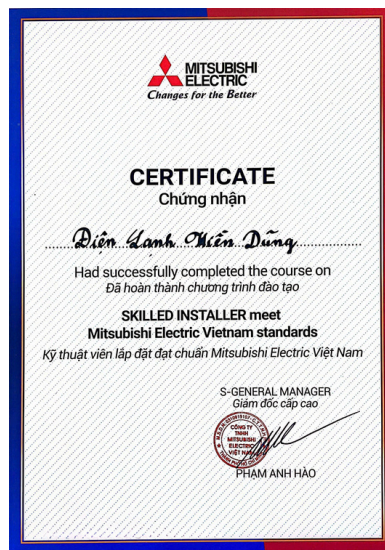 MITSUBISHI
ELECTRIC
Changes for the Better
CERTIFICATE
Chứng nhận
Điện Lạnh Hiền Dũng
Had successfully completed the course on
Đã hoàn thành chương trình đào tạo
SKILLED INSTALLER meet
Mitsubishi Electric Vietnam standards
Kỹ thuật viên lắp đặt đạt chuẩn Mitsubishi Electric Việt Nam
S-GENERAL MANAGER
Giám đốc cấp cao
CÔNG TY
TNHH
MITSUBISHI
ELECTRIC
VIỆT NAM
PHẠM ANH HÀO